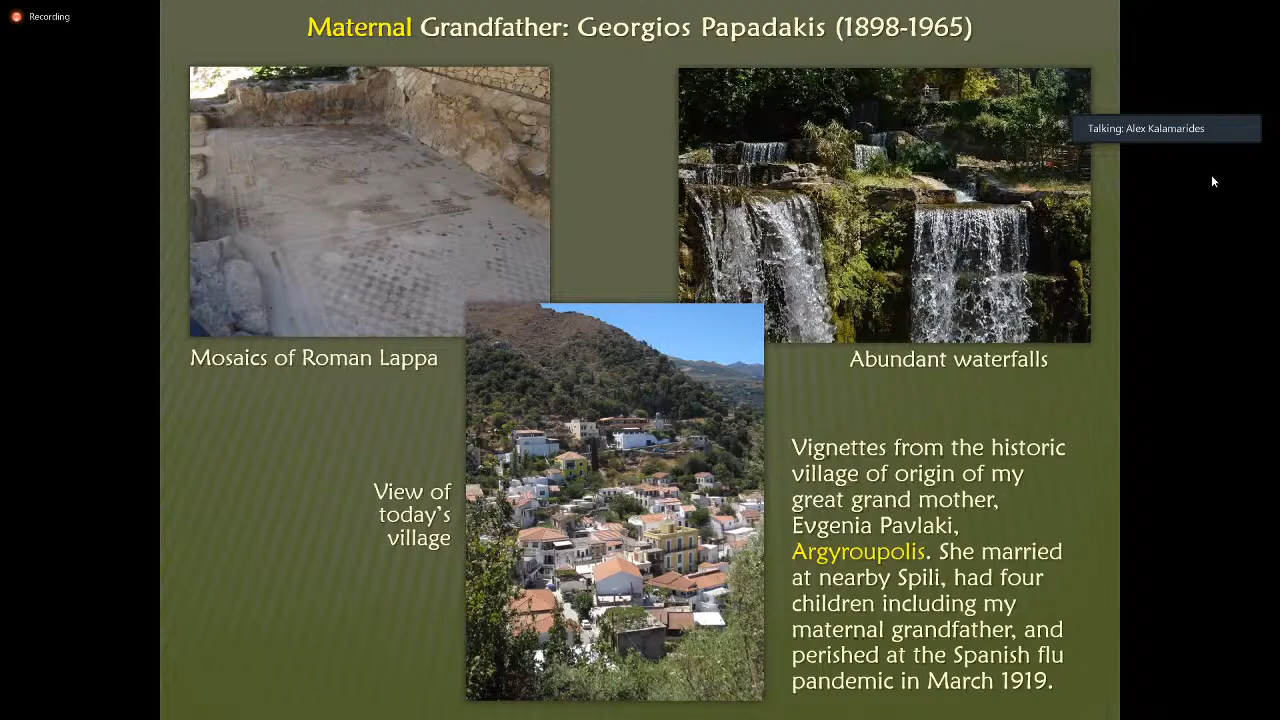 Recording
Maternal Grandfather: Georgios Papadakis (1898-1965)
Talking: Alex Kalamarides
Mosaics of Roman Lappa
Abundant waterfalls
View of
today's
village
Vignettes from the historic
village of origin of my
great grand mother,
Evgenia Pavlaki,
Argyroupolis. She married
at nearby Spili, had four
children including my
maternal grandfather, and
perished at the Spanish flu
pandemic in March 1919.